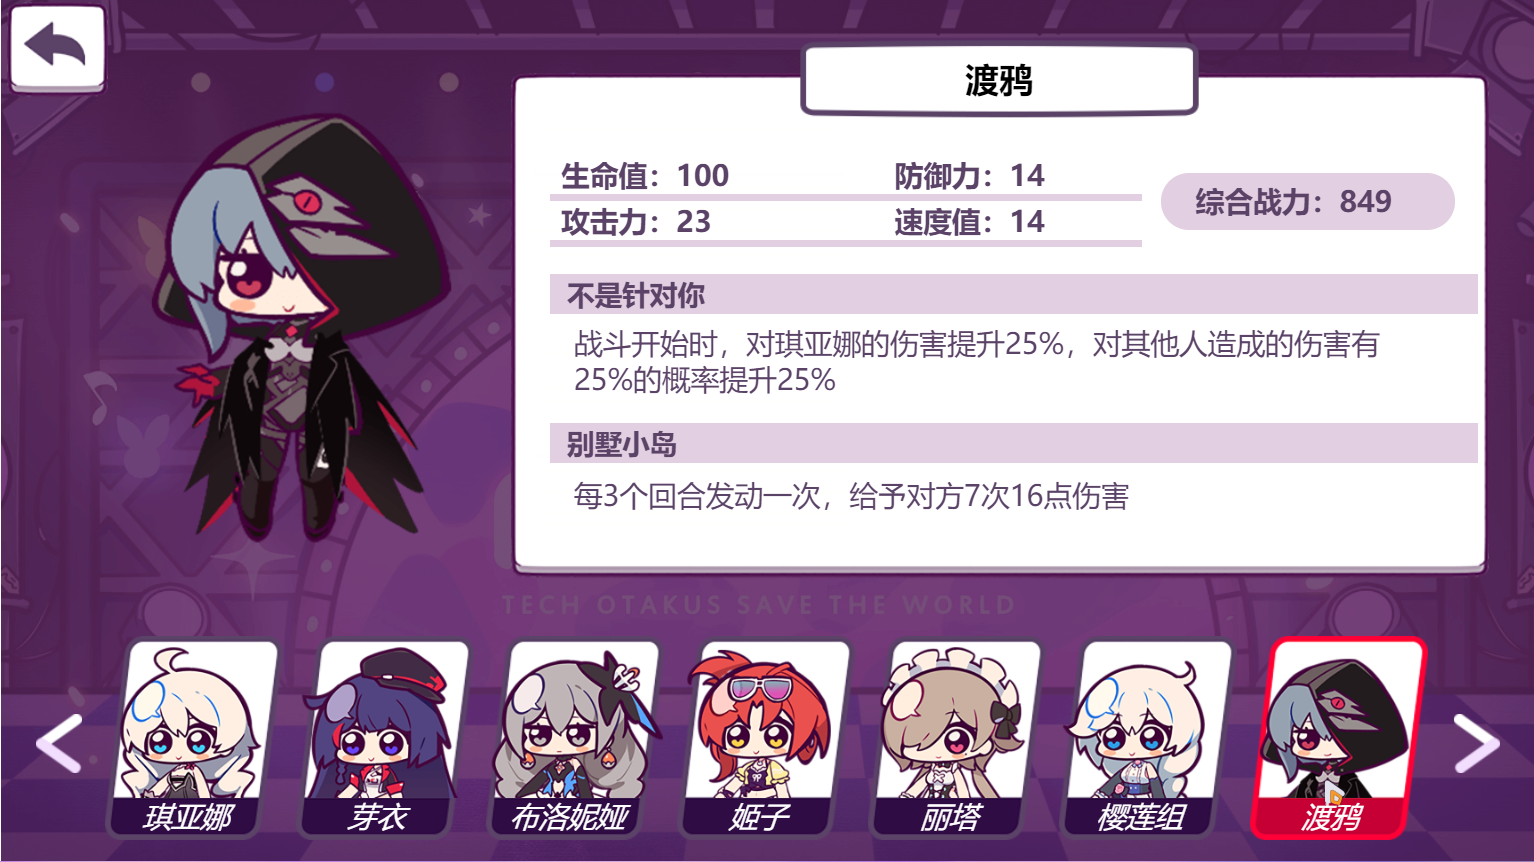 渡鸦
生命值：100
防御力：14
攻击力：23
速度值：14
综合战力：849
不是针对你
战斗开始时，对琪亚娜的伤害提升25%，对其他人造成的伤害有
25%的概率提升25%
别墅小岛
每3个回合发动一次，给予对方7次16点伤害
TECH OTAKUS SAVE THE WORLD
琪亚娜
芽衣
布洛妮娅
姬子
丽塔
樱莲组
渡鸦